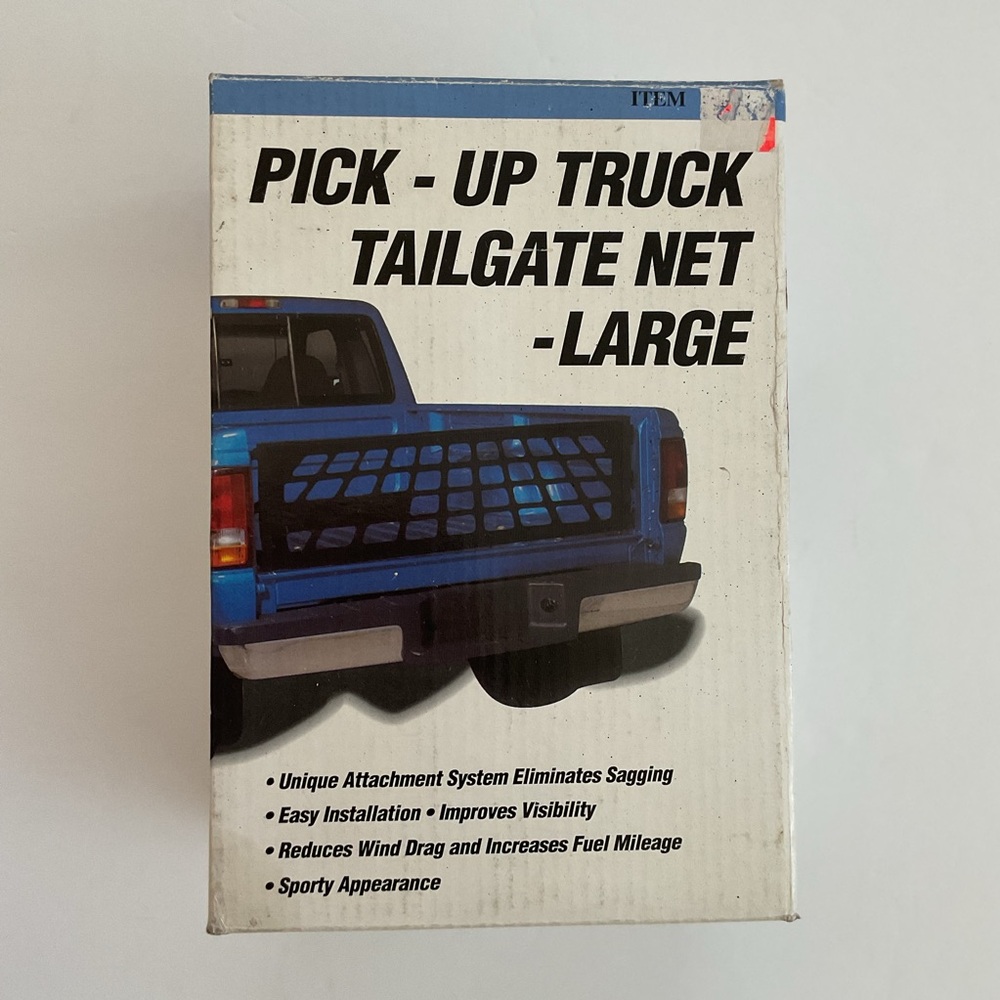 ITEM
PICK - UP TRUCK
TAILGATE NET
-LARGE
• Unique Attachment System Eliminates Sagging
• Easy Installation • Improves Visibility
• Reduces Wind Drag and Increases Fuel Mileage
• Sporty Appearance